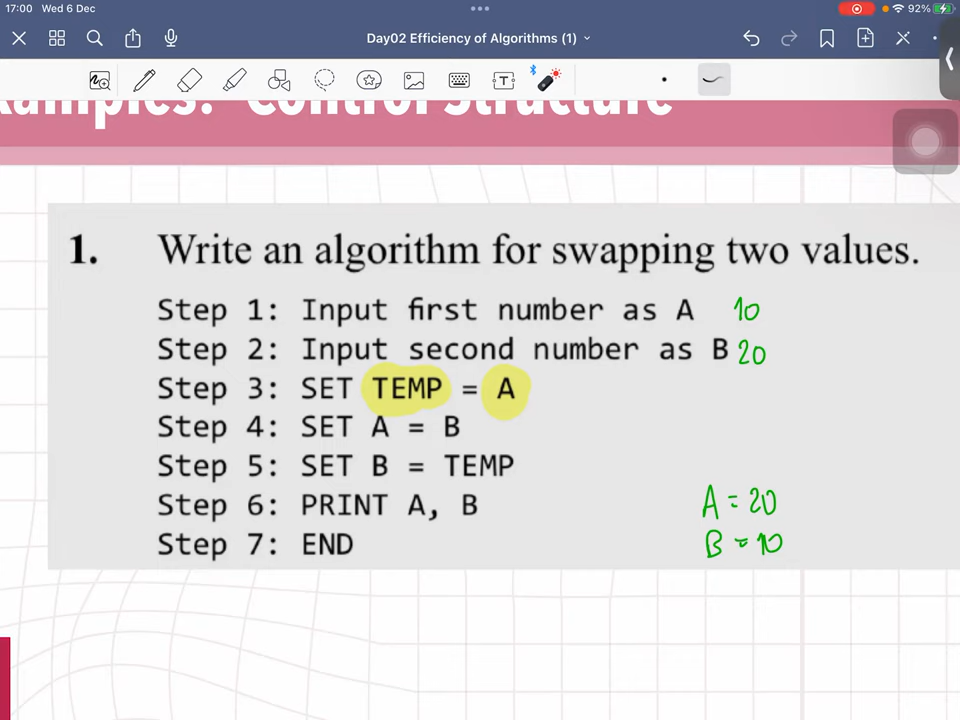 17:00 Wed 6 Dec
92%
Day02 Efficiency of Algorithms (1)
Control Structure
1. Write an algorithm for swapping two values.
Step 1: Input first number as A 10
Step 2: Input second number as B 20
Step 3: SET TEMP = A
Step 4: SET A = B
Step 5: SET B = TEMP
Step 6: PRINT A, B
Step 7: END
A = 20
B = 10